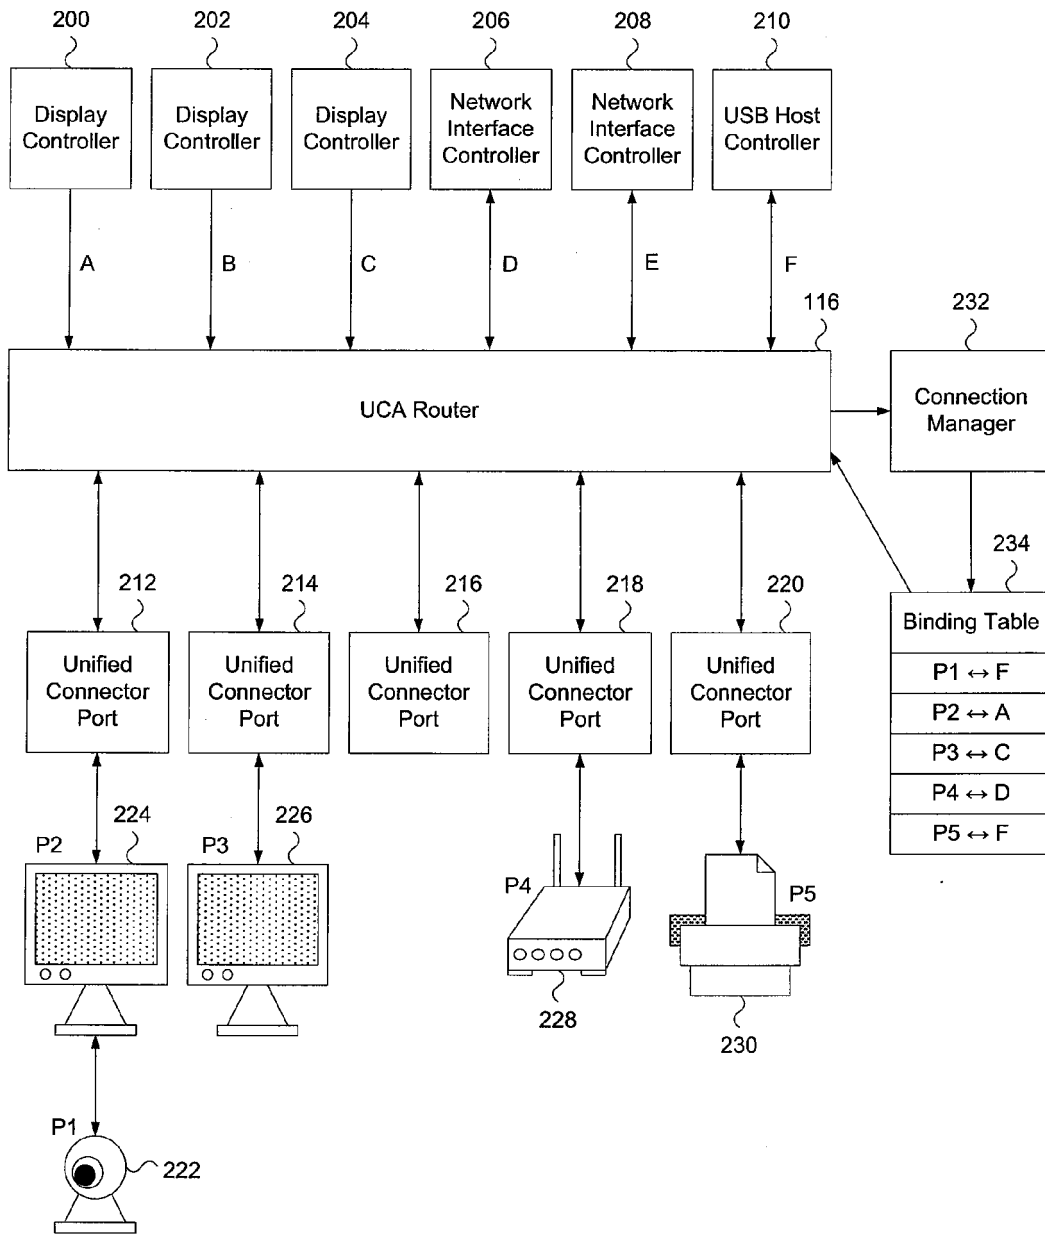 200 202 204 206 208 210
Display Controller
Display Controller
Display Controller
Network Interface Controller
Network Interface Controller
USB Host Controller
A B C D E F
116
232
UCA Router
Connection Manager
234
212 214 216 218 220
Binding Table
P1 ↔ F
P2 ↔ A
P3 ↔ C
P4 ↔ D
P5 ↔ F
Unified Connector Port
Unified Connector Port
Unified Connector Port
Unified Connector Port
Unified Connector Port
P2 224
P3 226
P4
228
P5
230
P1
222